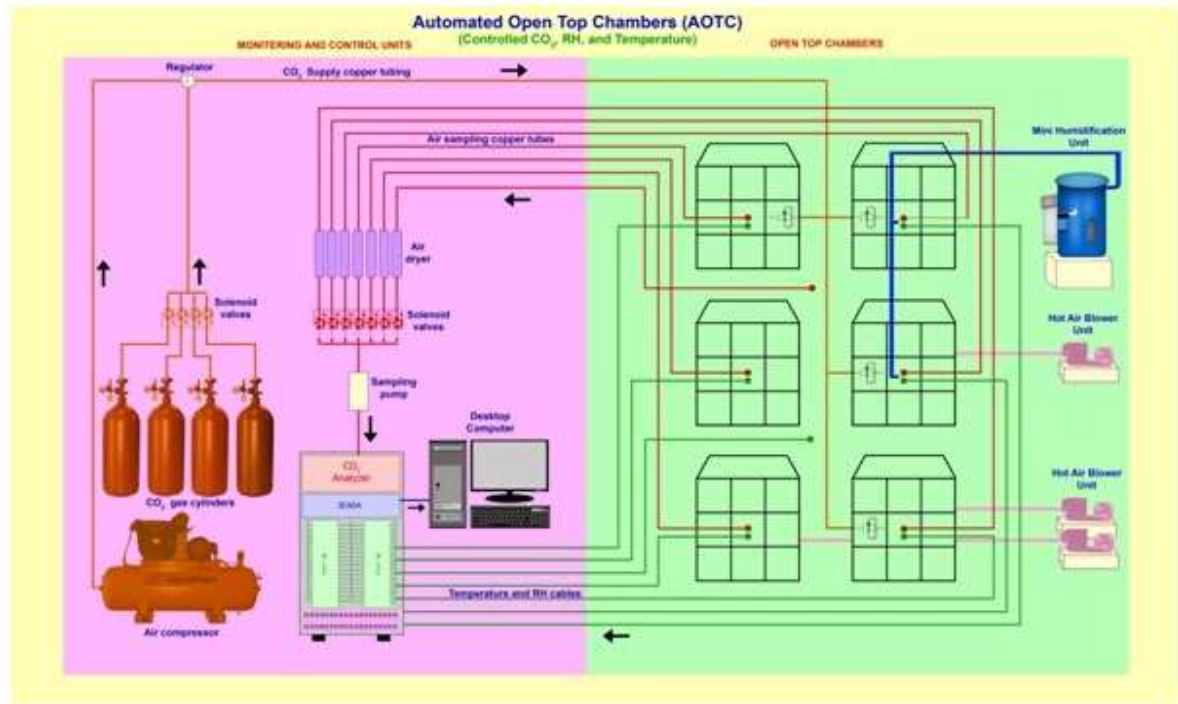 Automated Open Top Chambers (AOTC)
(Controlled CO₂, RH, and Temperature)
MONITERING AND CONTROL UNITS
OPEN TOP CHAMBERS
Regulator
CO₂ Supply copper tubing
Air sampling copper tubes
Mini Humistification
Unit
Air
dryer
Solenoid
valves
Solenoid
valves
Hot Air Blower
Unit
Sampling
pump
Desktop
Computer
CO₂
Analyzer
SCADA
Hot Air Blower
Unit
CO₂ gas cylinders
Temperature and RH cables
Air compressor